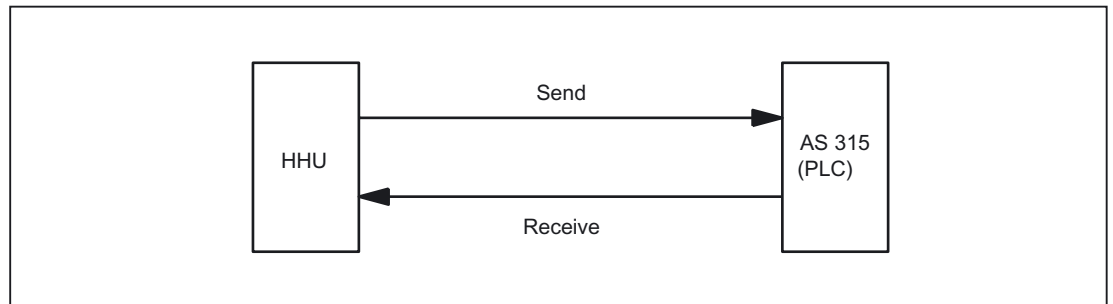 Send
HHU
AS 315
(PLC)
Receive